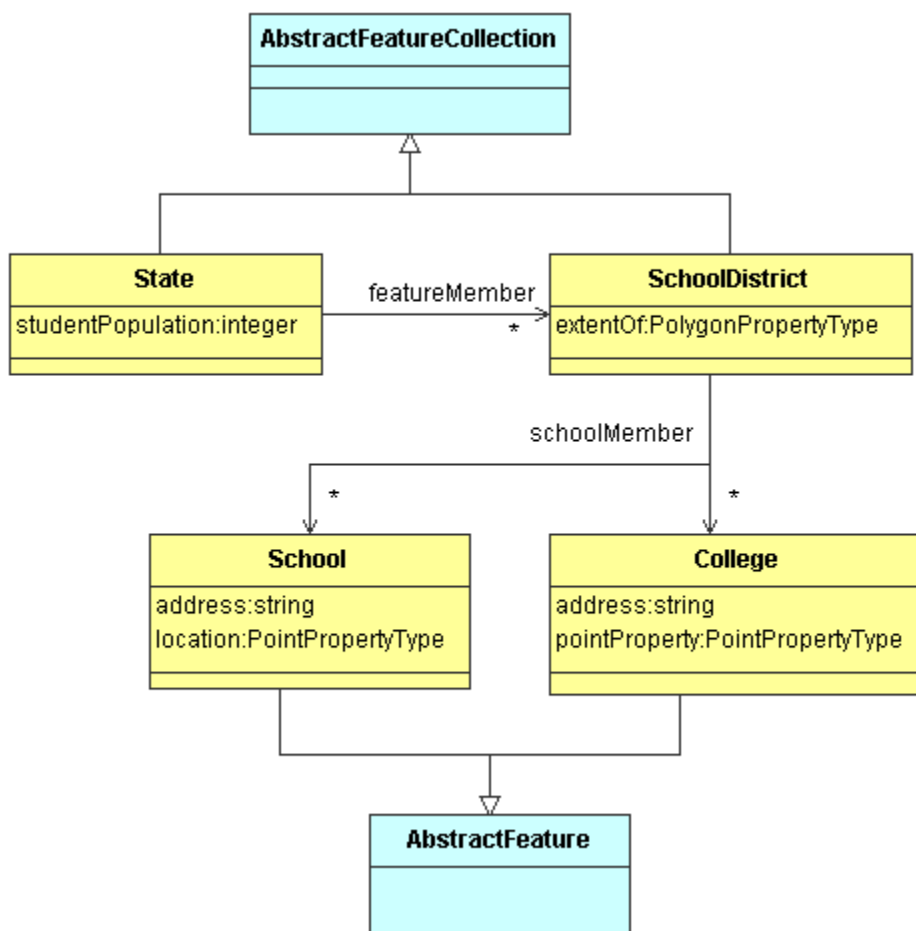 AbstractFeatureCollection
State
studentPopulation:integer
featureMember
*
SchoolDistrict
extentOf:PolygonPropertyType
schoolMember
*
*
School
address:string
location:PointPropertyType
College
address:string
pointProperty:PointPropertyType
AbstractFeature